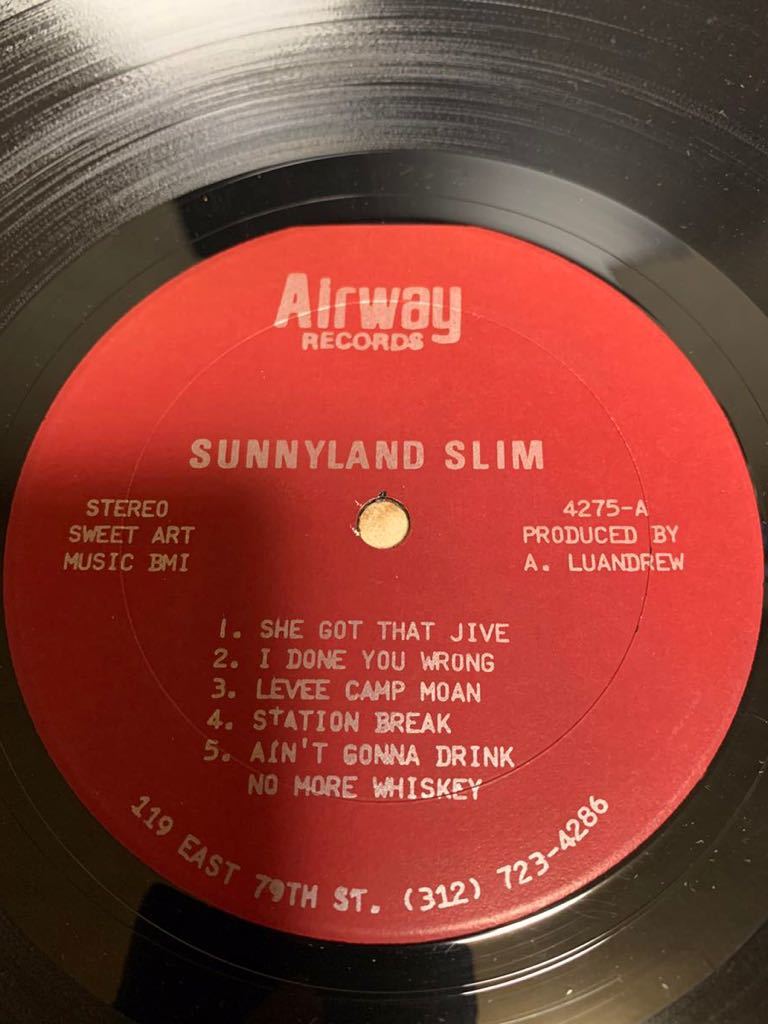 Airway
RECORDS
SUNNYLAND SLIM
STEREO
SWEET ART
MUSIC BMI
4275-A
PRODUCED BY
A. LUANDREW
1. SHE GOT THAT JIVE
2. I DONE YOU WRONG
3. LEVEE CAMP MOAN
4. STATION BREAK
5. AIN'T GONNA DRINK
NO MORE WHISKEY
119 EAST 79TH ST. (312) 723-4286